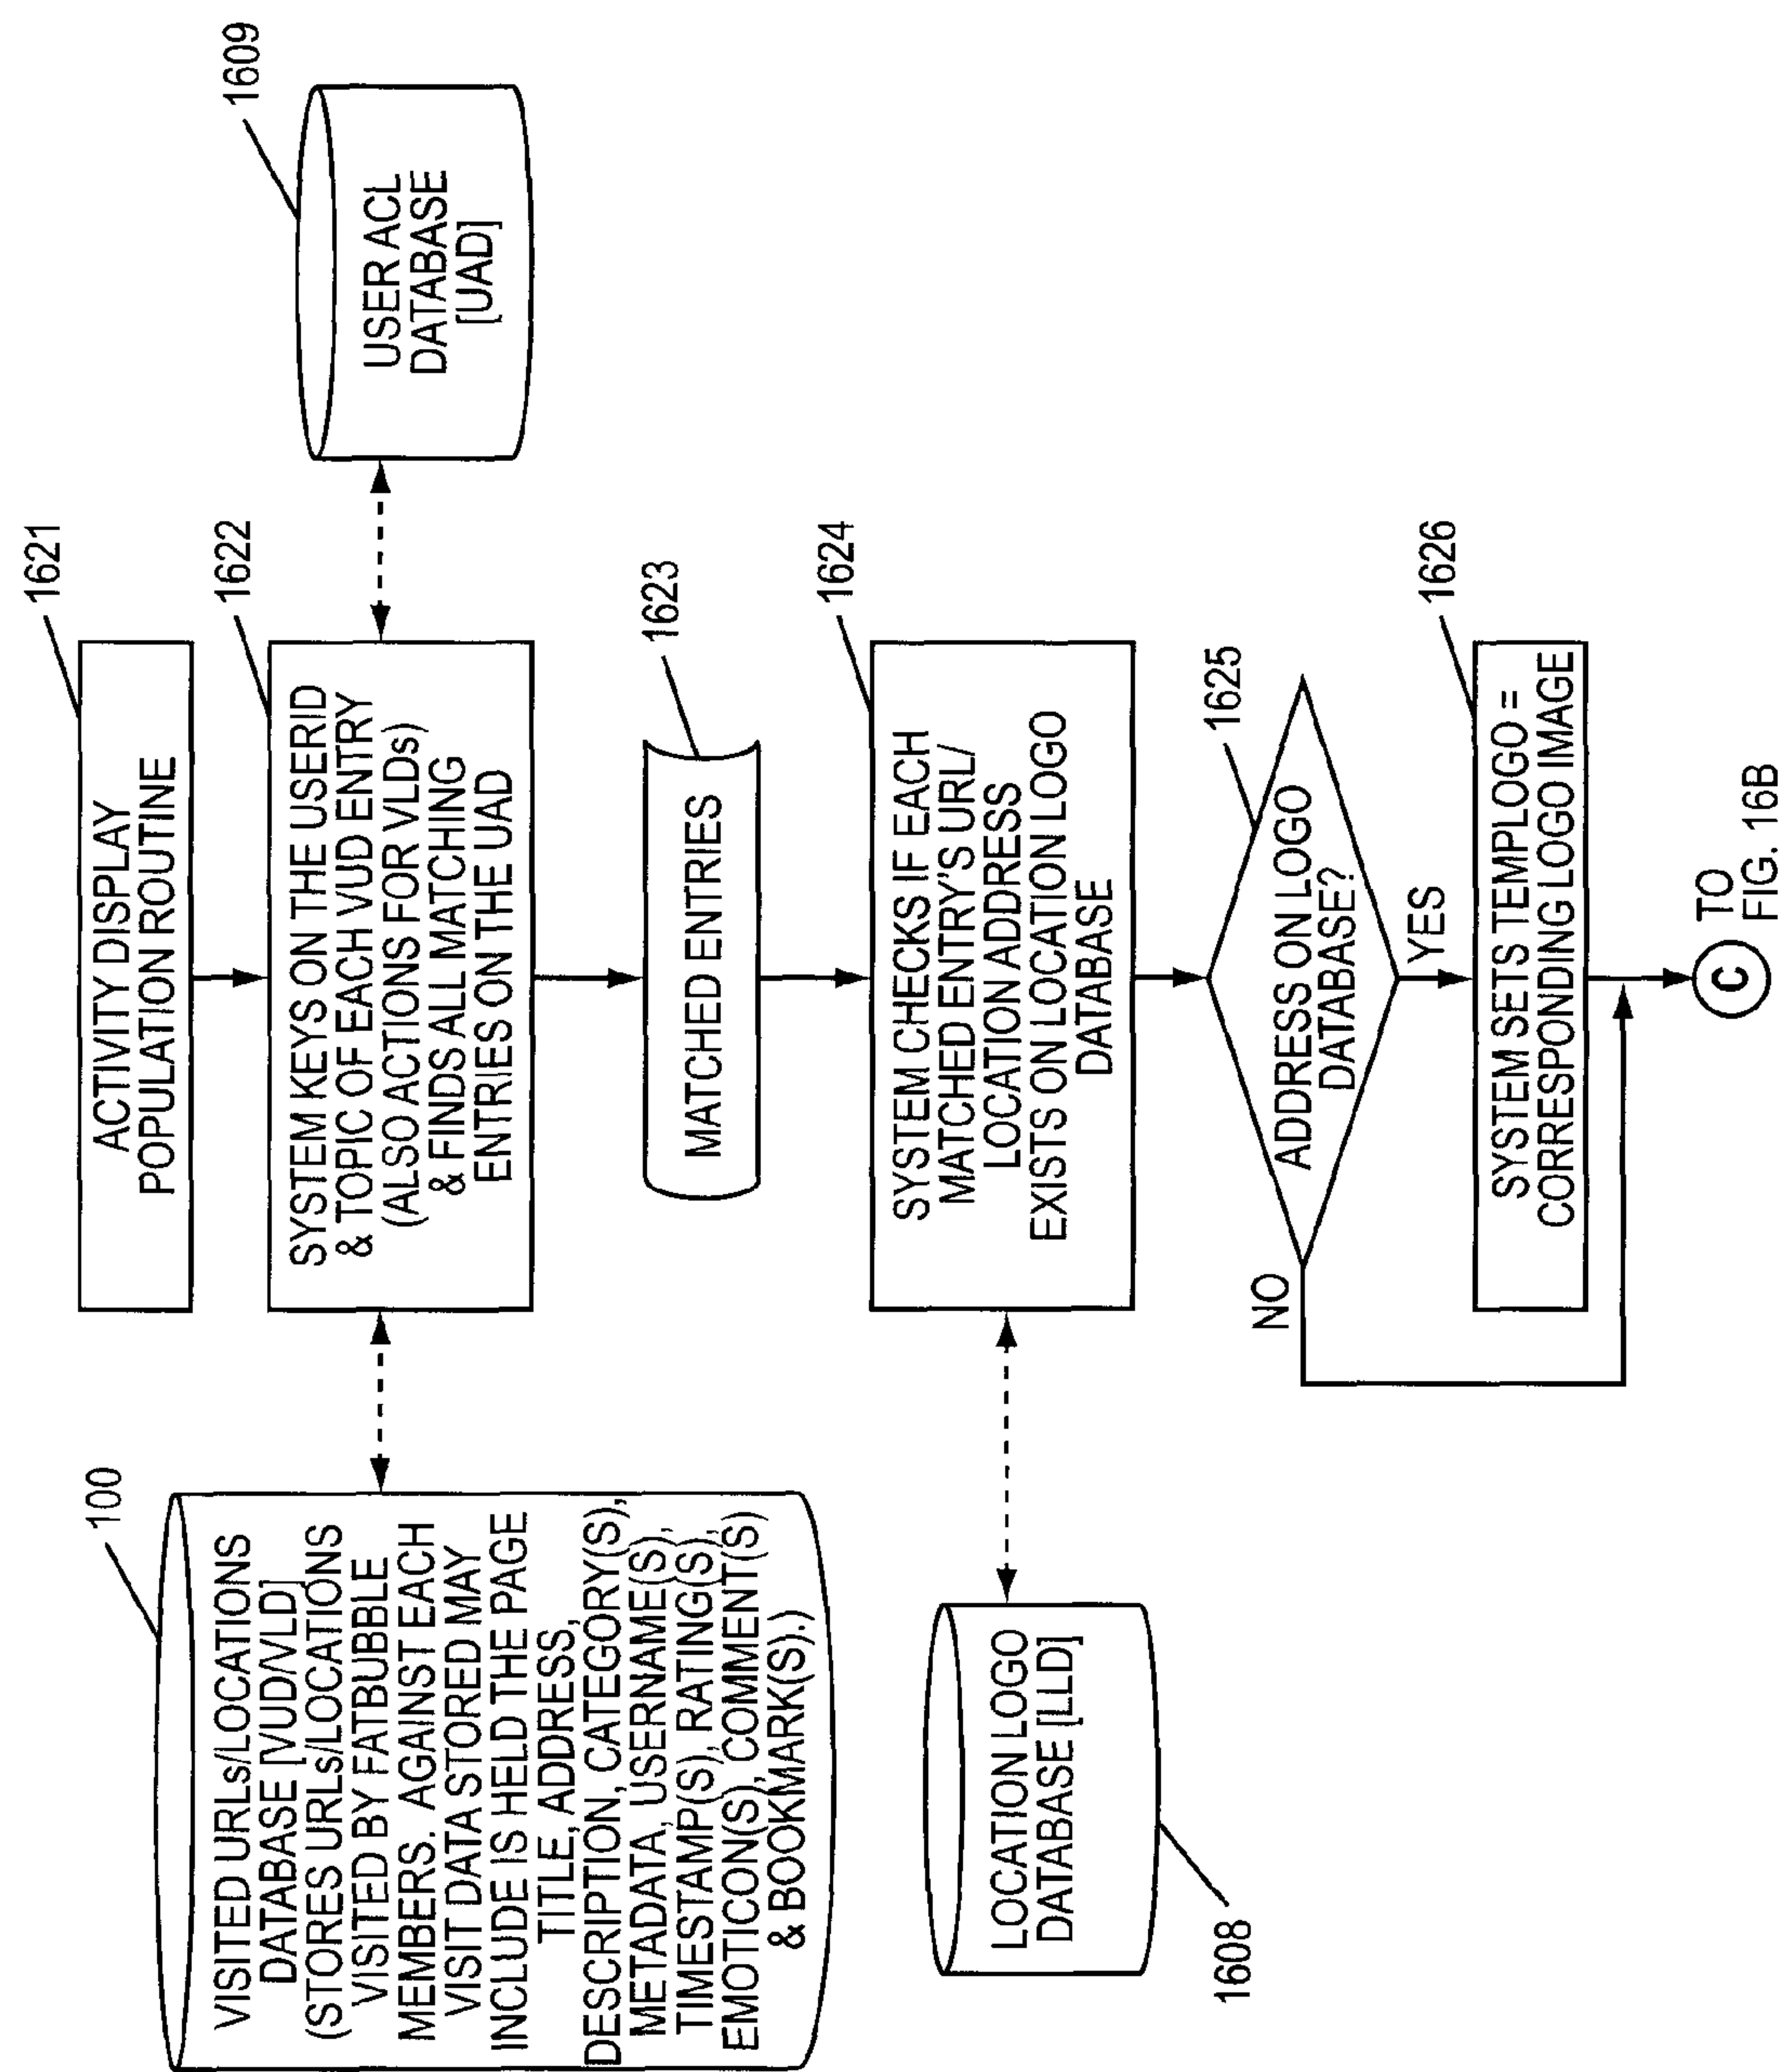 1621
ACTIVITY DISPLAY
POPULATION ROUTINE
100
VISITED URLs/LOCATIONS
DATABASE [VUD/VLD]
(STORES URLs/LOCATIONS
VISITED BY FATBUBBLE
MEMBERS. AGAINST EACH
VISIT DATA STORED MAY
INCLUDE IS HELD THE PAGE
TITLE, ADDRESS,
DESCRIPTION, CATEGORY(S),
METADATA, USERNAME(S),
TIMESTAMP(S), RATING(S),
EMOTICON(S), COMMENT(S)
& BOOKMARK(S).)
1622
SYSTEM KEYS ON THE USERID
& TOPIC OF EACH VUD ENTRY
(ALSO ACTIONS FOR VLDs)
& FINDS ALL MATCHING
ENTRIES ON THE UAD
1609
USER ACL
DATABASE
[UAD]
1623
MATCHED ENTRIES
1624
SYSTEM CHECKS IF EACH
MATCHED ENTRY'S URL/
LOCATION ADDRESS
EXISTS ON LOCATION LOGO
DATABASE
LOCATION LOGO
DATABASE [LLD]
1608
1625
ADDRESS ON LOGO
DATABASE?
NO
YES
1626
SYSTEM SETS TEMPLOGO =
CORRESPONDING LOGO IMAGE
C TO
FIG. 16B